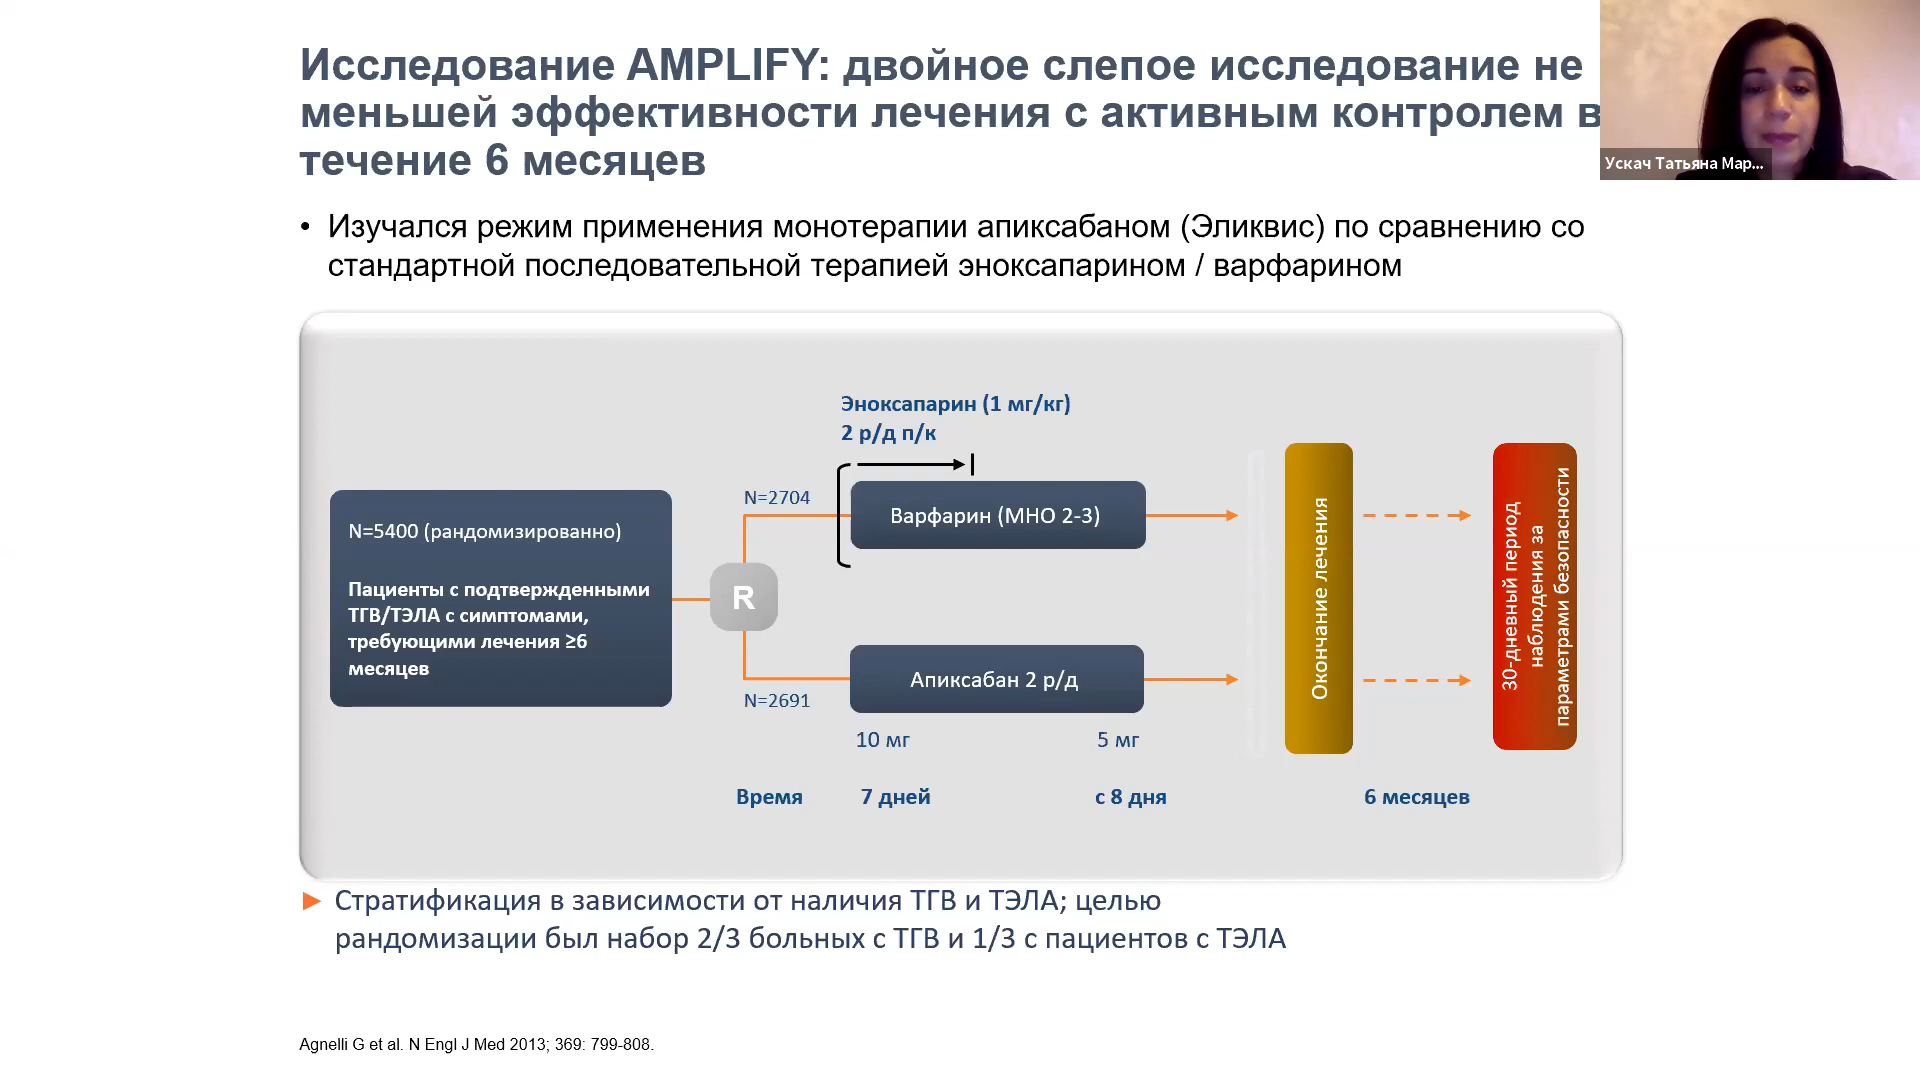 Исследование AMPLIFY: двойное слепое исследование не
меньшей эффективности лечения с активным контролем в
течение 6 месяцев
Ускач Татьяна Мар...
• Изучался режим применения монотерапии апиксабаном (Эликвис) по сравнению со
стандартной последовательной терапией эноксапарином / варфарином
Эноксапарин (1 мг/кг)
2 р/д п/к
N=2704
Варфарин (МНО 2-3)
N=5400 (рандомизированно)
Пациенты с подтвержденными
ТГВ/ТЭЛА с симптомами,
требующими лечения ≥6
месяцев
R
N=2691
Апиксабан 2 р/д
10 мг
5 мг
Окончание лечения
30-дневный период
наблюдения за
параметрами безопасности
Время
7 дней
с 8 дня
6 месяцев
► Стратификация в зависимости от наличия ТГВ и ТЭЛА; целью
рандомизации был набор 2/3 больных с ТГВ и 1/3 с пациентов с ТЭЛА
Agnelli G et al. N Engl J Med 2013; 369: 799-808.